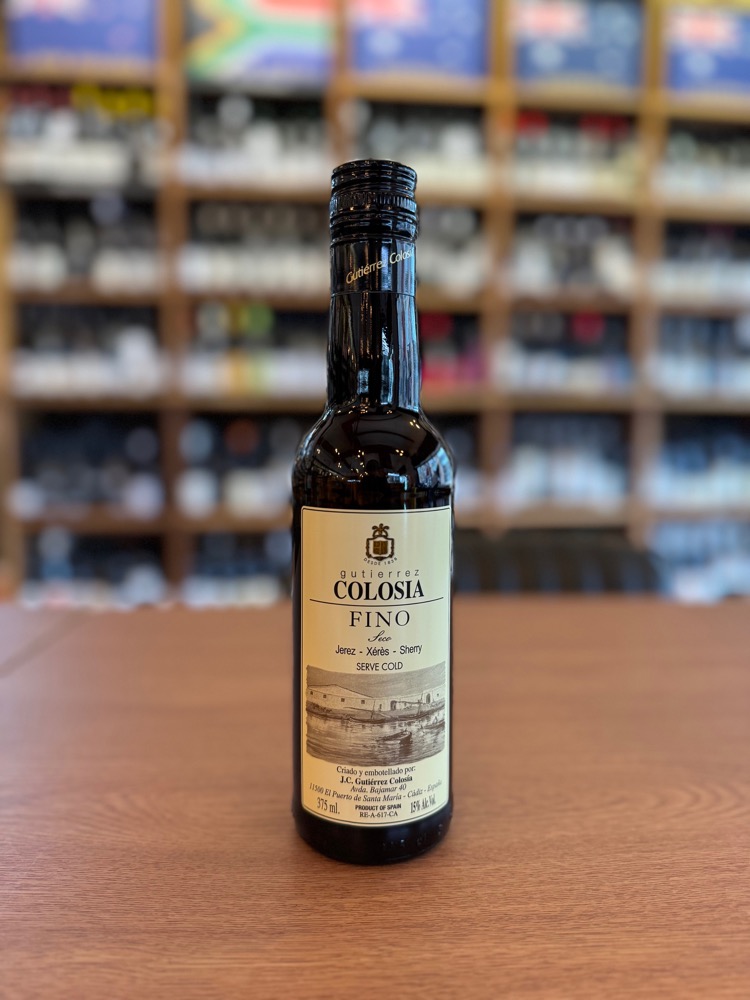 Gutiérrez Colosía
DESDE 1838
gutierrez
COLOSIA
FINO
Seco
Jerez - Xérès - Sherry
SERVE COLD
Criado y embotellado por:
J.C. Gutiérrez Colosía
Avda. Bajamar 40
11500 El Puerto de Santa María - Cádiz - España
375 ml. PRODUCT OF SPAIN 15% Alc.Vol.
RE-A-617-CA